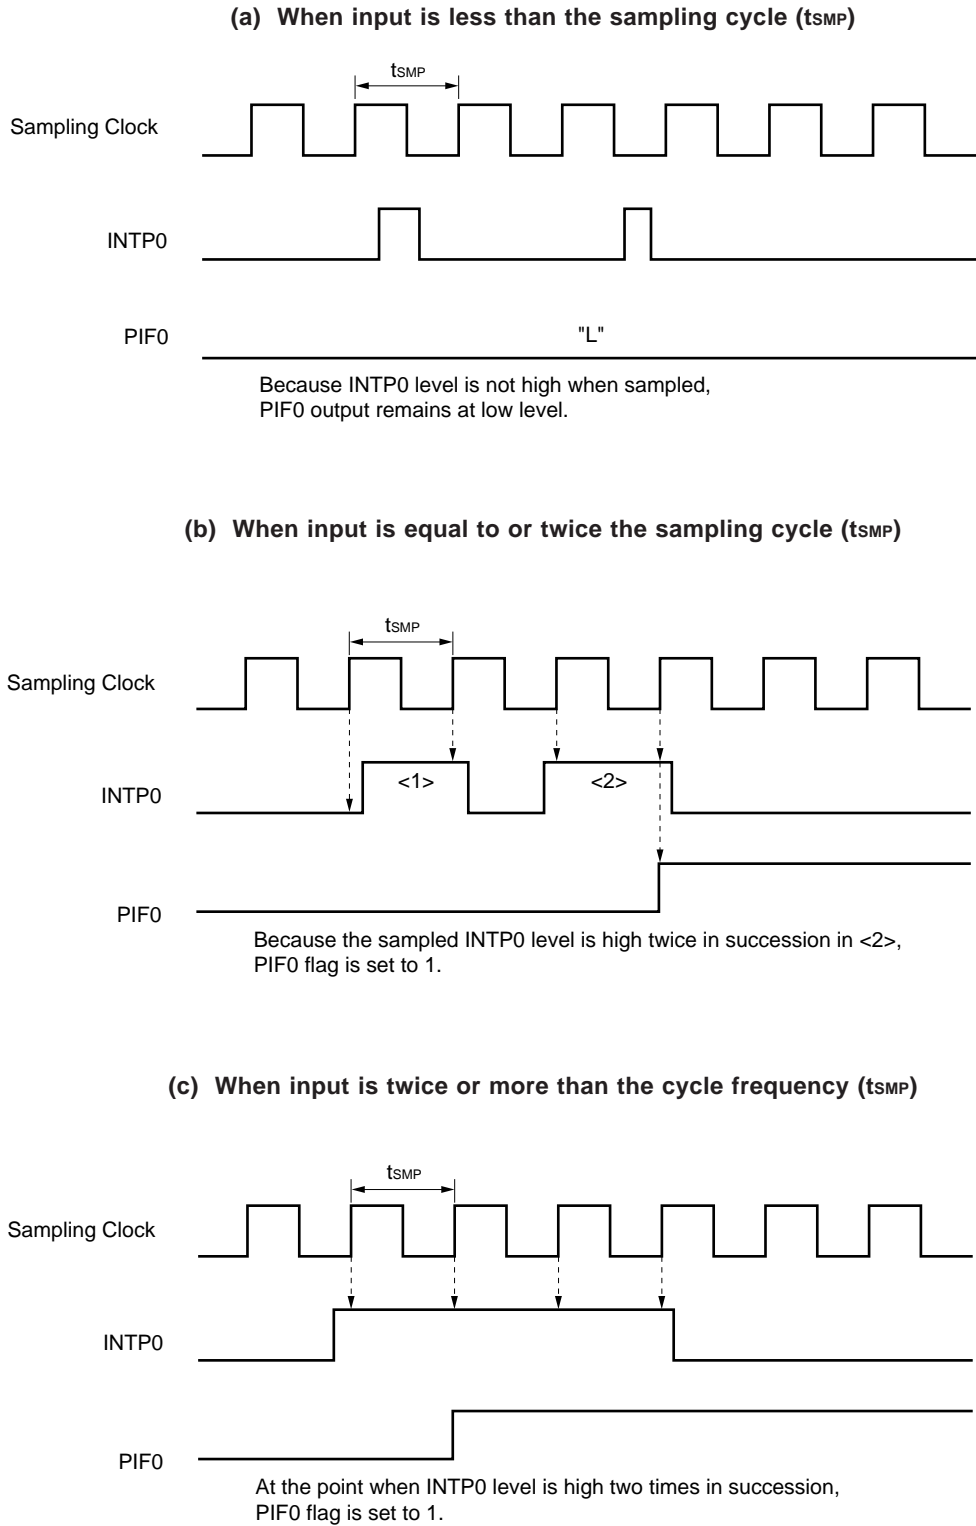 (a) When input is less than the sampling cycle (tSMP)
tSMP
Sampling Clock
INTP0
PIF0
"L"
Because INTP0 level is not high when sampled,
PIF0 output remains at low level.
(b) When input is equal to or twice the sampling cycle (tSMP)
tSMP
Sampling Clock
INTP0
<1>
<2>
PIF0
Because the sampled INTP0 level is high twice in succession in <2>,
PIF0 flag is set to 1.
(c) When input is twice or more than the cycle frequency (tSMP)
tSMP
Sampling Clock
INTP0
PIF0
At the point when INTP0 level is high two times in succession,
PIF0 flag is set to 1.